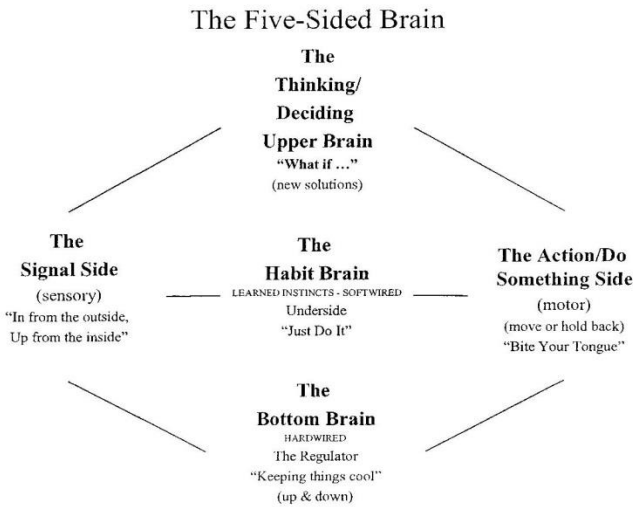 The Five-Sided Brain
The
Thinking/
Deciding
Upper Brain
“What if ...”
(new solutions)
The
Signal Side
(sensory)
“In from the outside,
Up from the inside”
The
Habit Brain
LEARNED INSTINCTS - SOFTWIRED
Underside
“Just Do It”
The Action/Do
Something Side
(motor)
(move or hold back)
“Bite Your Tongue”
The
Bottom Brain
HARDWIRED
The Regulator
“Keeping things cool”
(up & down)